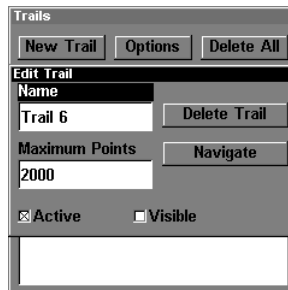 Trails
New Trail Options Delete All
Edit Trail
Name
Trail 6
Delete Trail
Maximum Points
Navigate
2000
Active Visible